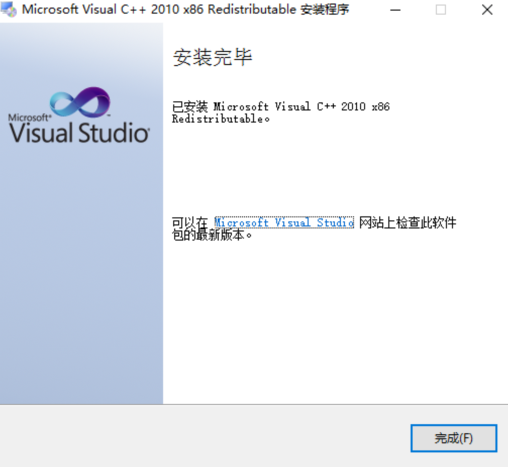 Microsoft Visual C++ 2010 x86 Redistributable 安装程序
安装完毕
Microsoft®
Visual Studio®
已安装 Microsoft Visual C++ 2010 x86
Redistributable。
可以在 Microsoft Visual Studio 网站上检查此软件
包的最新版本。
完成(F)